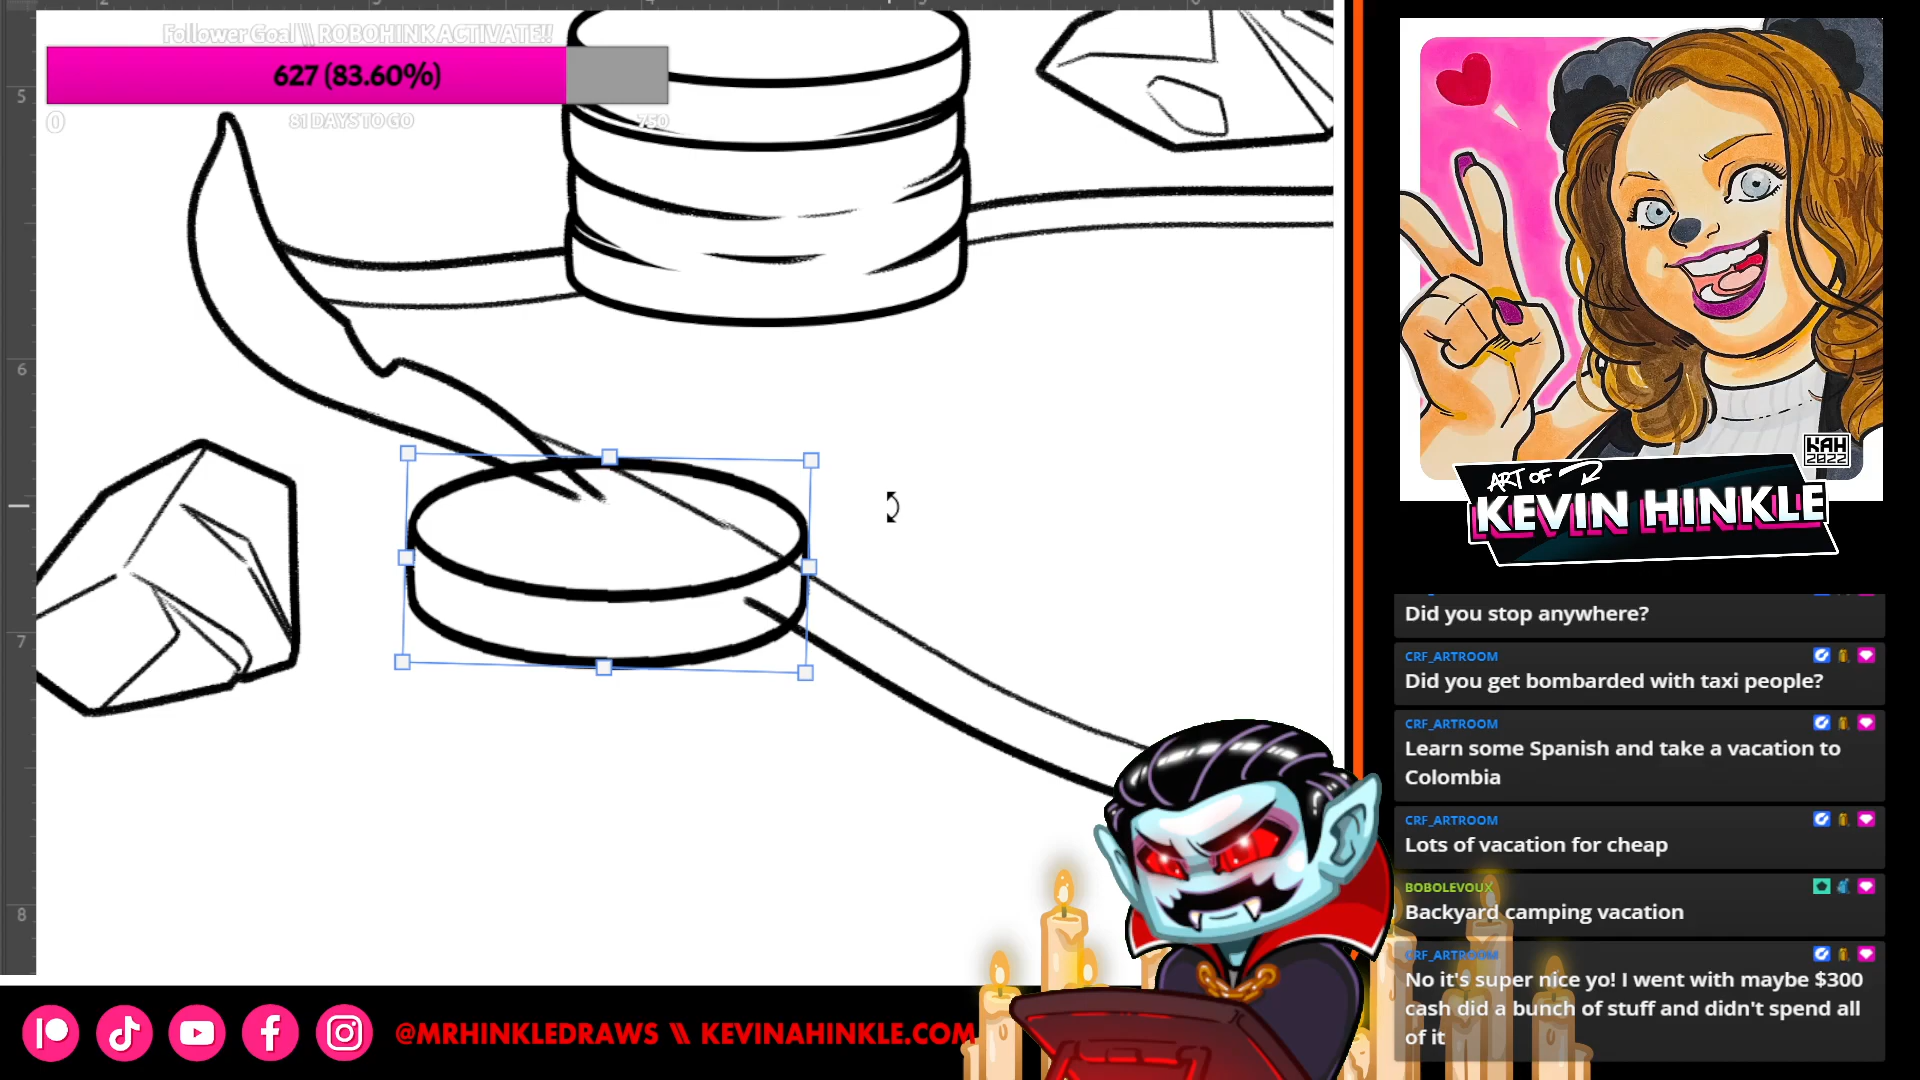 Follower Goal \\ ROBOHINK ACTIVATE!!
627 (83.60%)
0
81 DAYS TO GO
750
5
6
7
8
KAH
2022
ART OF
KEVIN HINKLE
Did you stop anywhere?
CRF_ARTROOM
Did you get bombarded with taxi people?
CRF_ARTROOM
Learn some Spanish and take a vacation to
Colombia
CRF_ARTROOM
Lots of vacation for cheap
BOBOLEVOUX
Backyard camping vacation
CRF_ARTROOM
No it's super nice yo! I went with maybe $300
cash did a bunch of stuff and didn't spend all
of it
@MRHINKLEDRAWS \\ KEVINAHINKLE.COM